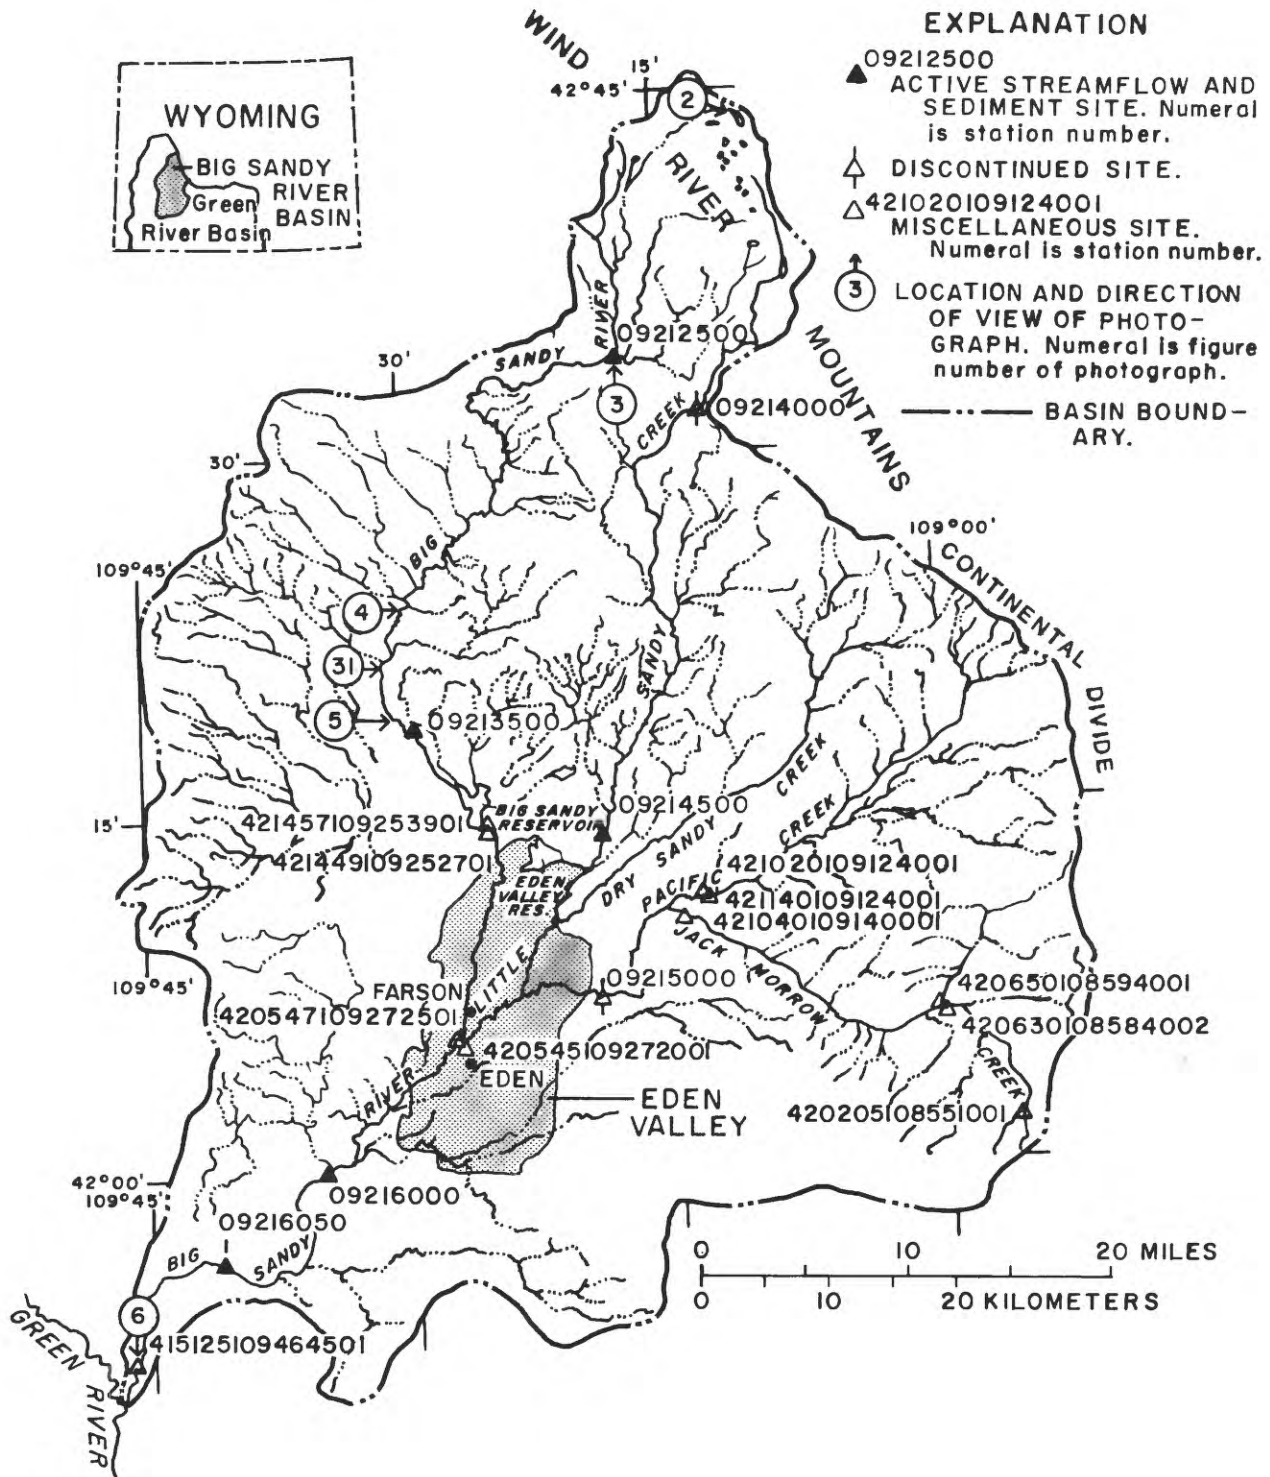 WYOMING
BIG SANDY
RIVER
BASIN
Green
River Basin
EXPLANATION
09212500
ACTIVE STREAMFLOW AND
SEDIMENT SITE. Numeral
is station number.
DISCONTINUED SITE.
421020109124001
MISCELLANEOUS SITE.
Numeral is station number.
3
LOCATION AND DIRECTION
OF VIEW OF PHOTO-
GRAPH. Numeral is figure
number of photograph.
BASIN BOUND-
ARY.
WIND
RIVER
MOUNTAINS
15'
42°45'
2
RIVER
09212500
SANDY
30'
3
CREEK
09214000
30'
BIG
109°00'
CONTINENTAL
DIVIDE
109°45'
4
31
SANDY
5
09213500
CREEK
09214500
BIG SANDY
RESERVOIR
15'
421457109253901
421449109252701
SANDY
CREEK
DRY
PACIFIC
421020109124001
421140109124001
421040109140001
EDEN
VALLEY
RES.
JACK
MORROW
CREEK
109°45'
LITTLE
09215000
FARSON
420547109272501
420650108594001
420630108584002
420545109272001
EDEN
RIVER
EDEN
VALLEY
420205108551001
42°00'
109°45'
09216000
09216050
BIG
SANDY
0 10 20 MILES
0 10 20 KILOMETERS
6
415125109464501
GREEN
RIVER